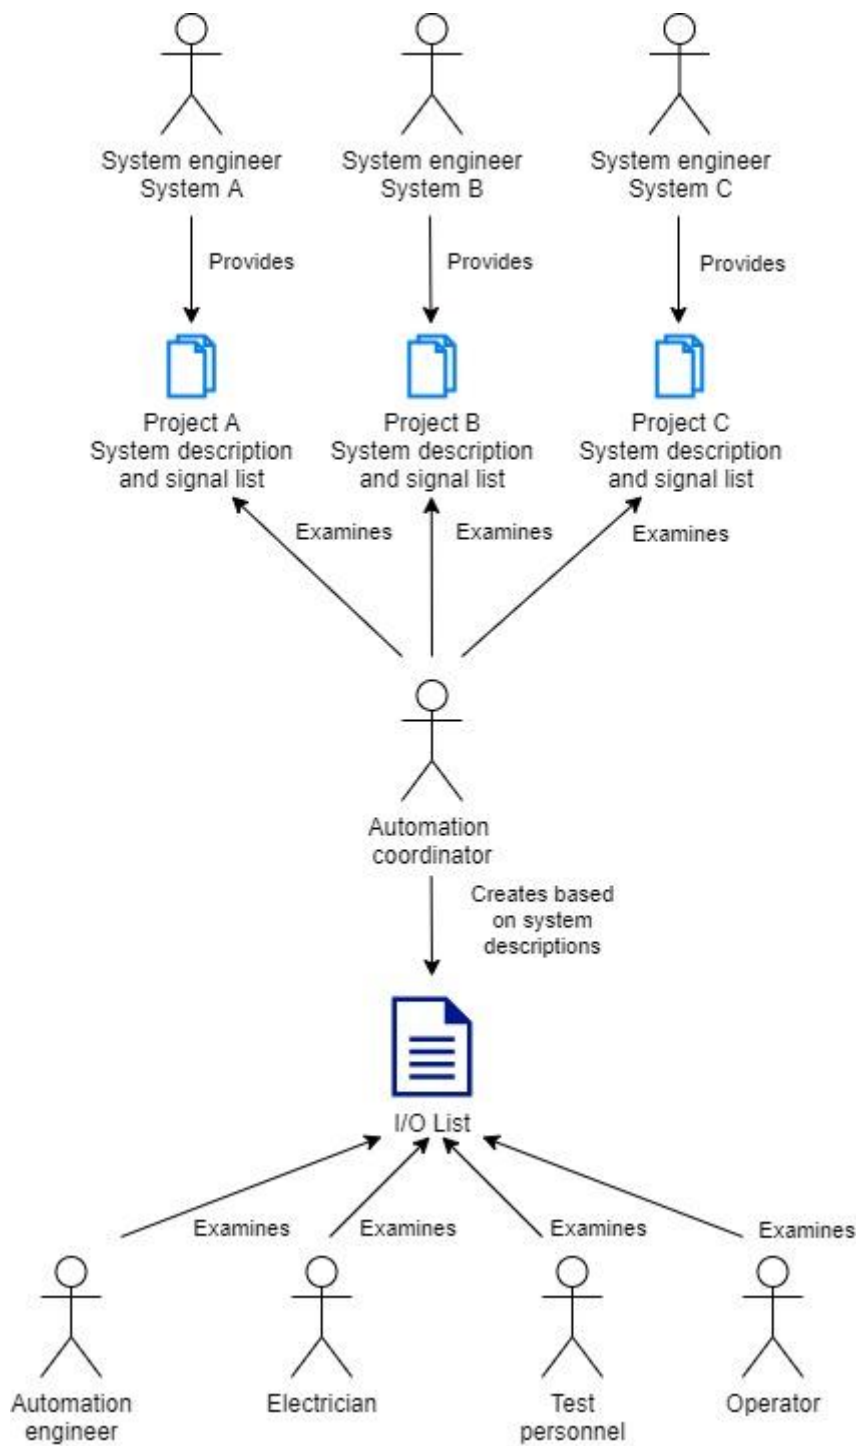 System engineer
System A
System engineer
System B
System engineer
System C
Provides
Provides
Provides
Project A
System description
and signal list
Project B
System description
and signal list
Project C
System description
and signal list
Examines
Examines
Examines
Automation
coordinator
Creates based
on system
descriptions
I/O List
Examines
Examines
Examines
Examines
Automation
engineer
Electrician
Test
personnel
Operator